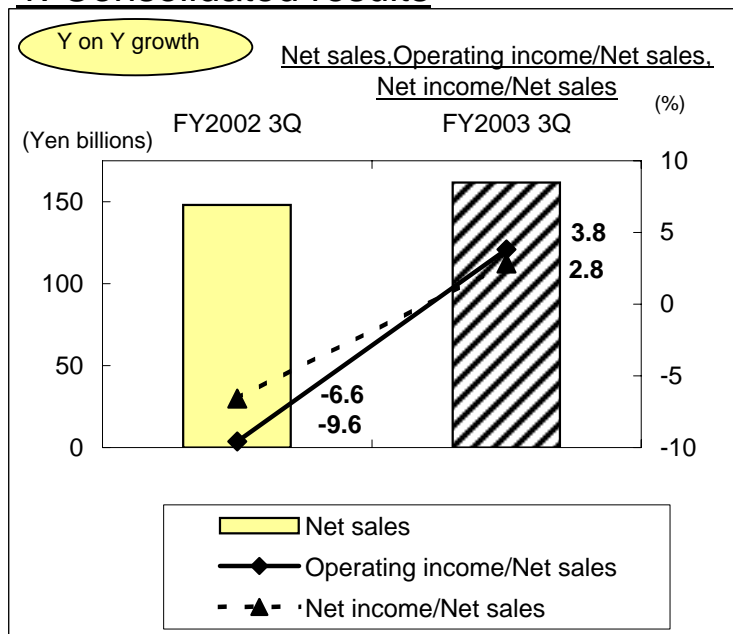 Y on Y growth
Net sales,Operating income/Net sales,
Net income/Net sales
(%)
FY2002 3Q FY2003 3Q
(Yen billions)
150
100
50
0
10
5
0
-5
-10
3.8
2.8
-6.6
-9.6
Net sales
Operating income/Net sales
Net income/Net sales